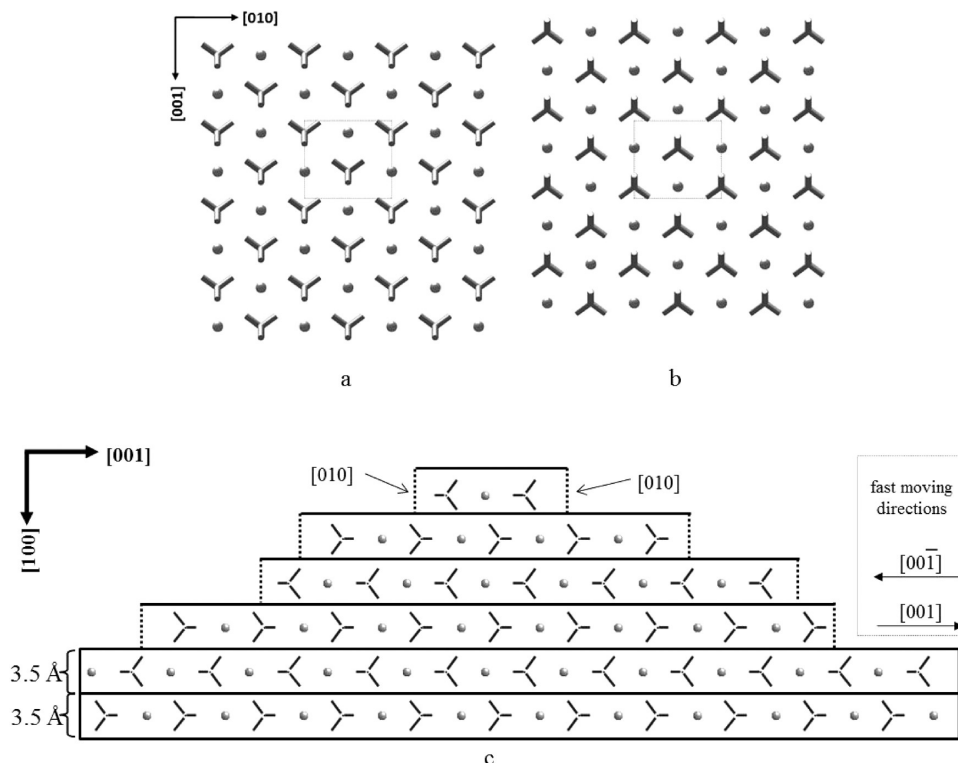 [010]
[001]
a
b
[001]
[100]
[010]
[010]
fast moving
directions
[001̅]
[001]
3.5 Å
3.5 Å
c